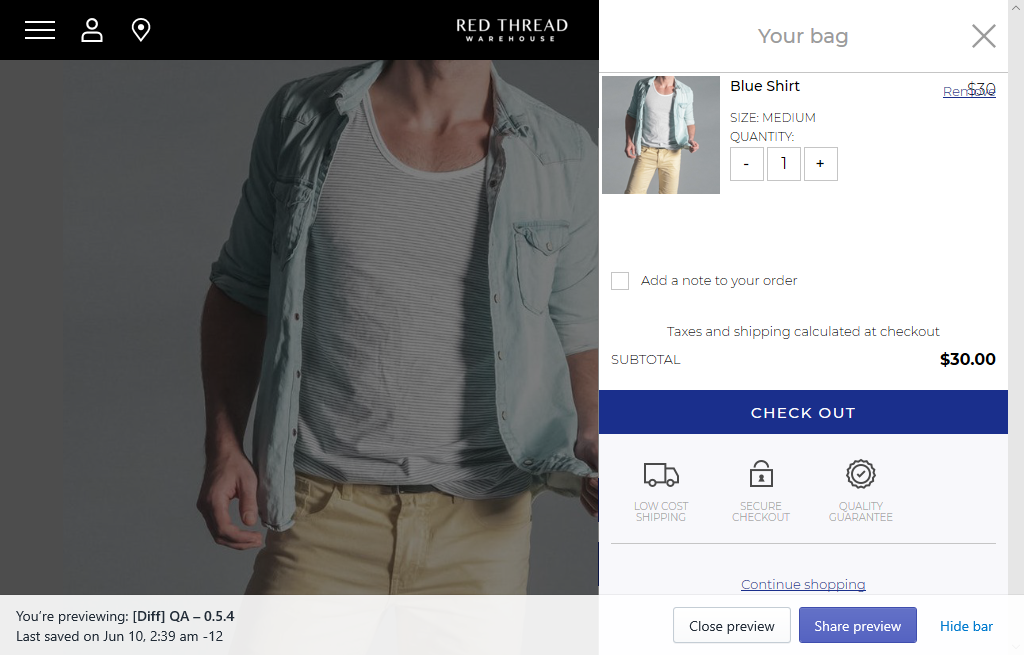 RED THREAD
WAREHOUSE
Your bag
Blue Shirt
$30
Remove
SIZE: MEDIUM
QUANTITY:
- 1 +
Add a note to your order
Taxes and shipping calculated at checkout
SUBTOTAL $30.00
CHECK OUT
LOW COST
SHIPPING
SECURE
CHECKOUT
QUALITY
GUARANTEE
Continue shopping
You're previewing: [Diff] QA – 0.5.4
Last saved on Jun 10, 2:39 am -12
Close preview
Share preview
Hide bar